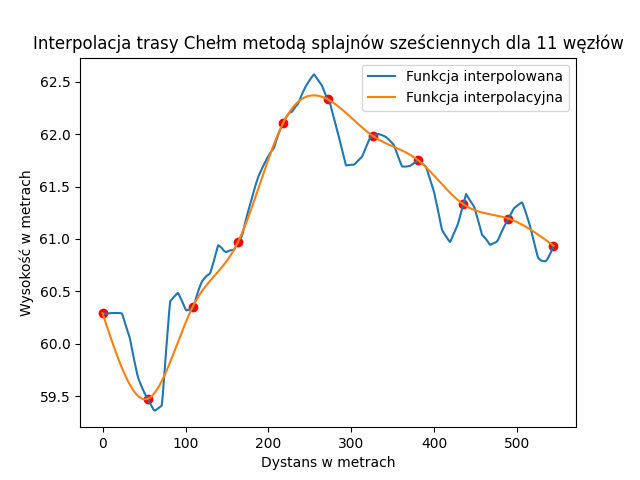 Interpolacja trasy Chełm metodą splajnów sześciennych dla 11 węzłów
Funkcja interpolowana
Funkcja interpolacyjna
62.5
62.0
61.5
61.0
60.5
60.0
59.5
Wysokość w metrach
0 100 200 300 400 500
Dystans w metrach